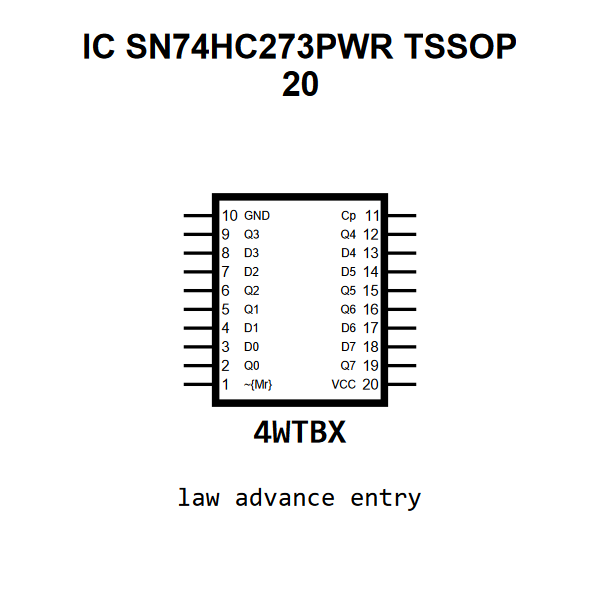 IC SN74HC273PWR TSSOP
20
10 GND Cp 11
9 Q3 Q4 12
8 D3 D4 13
7 D2 D5 14
6 Q2 Q5 15
5 Q1 Q6 16
4 D1 D6 17
3 D0 D7 18
2 Q0 Q7 19
1 ~{Mr} VCC 20
4WTBX
law advance entry